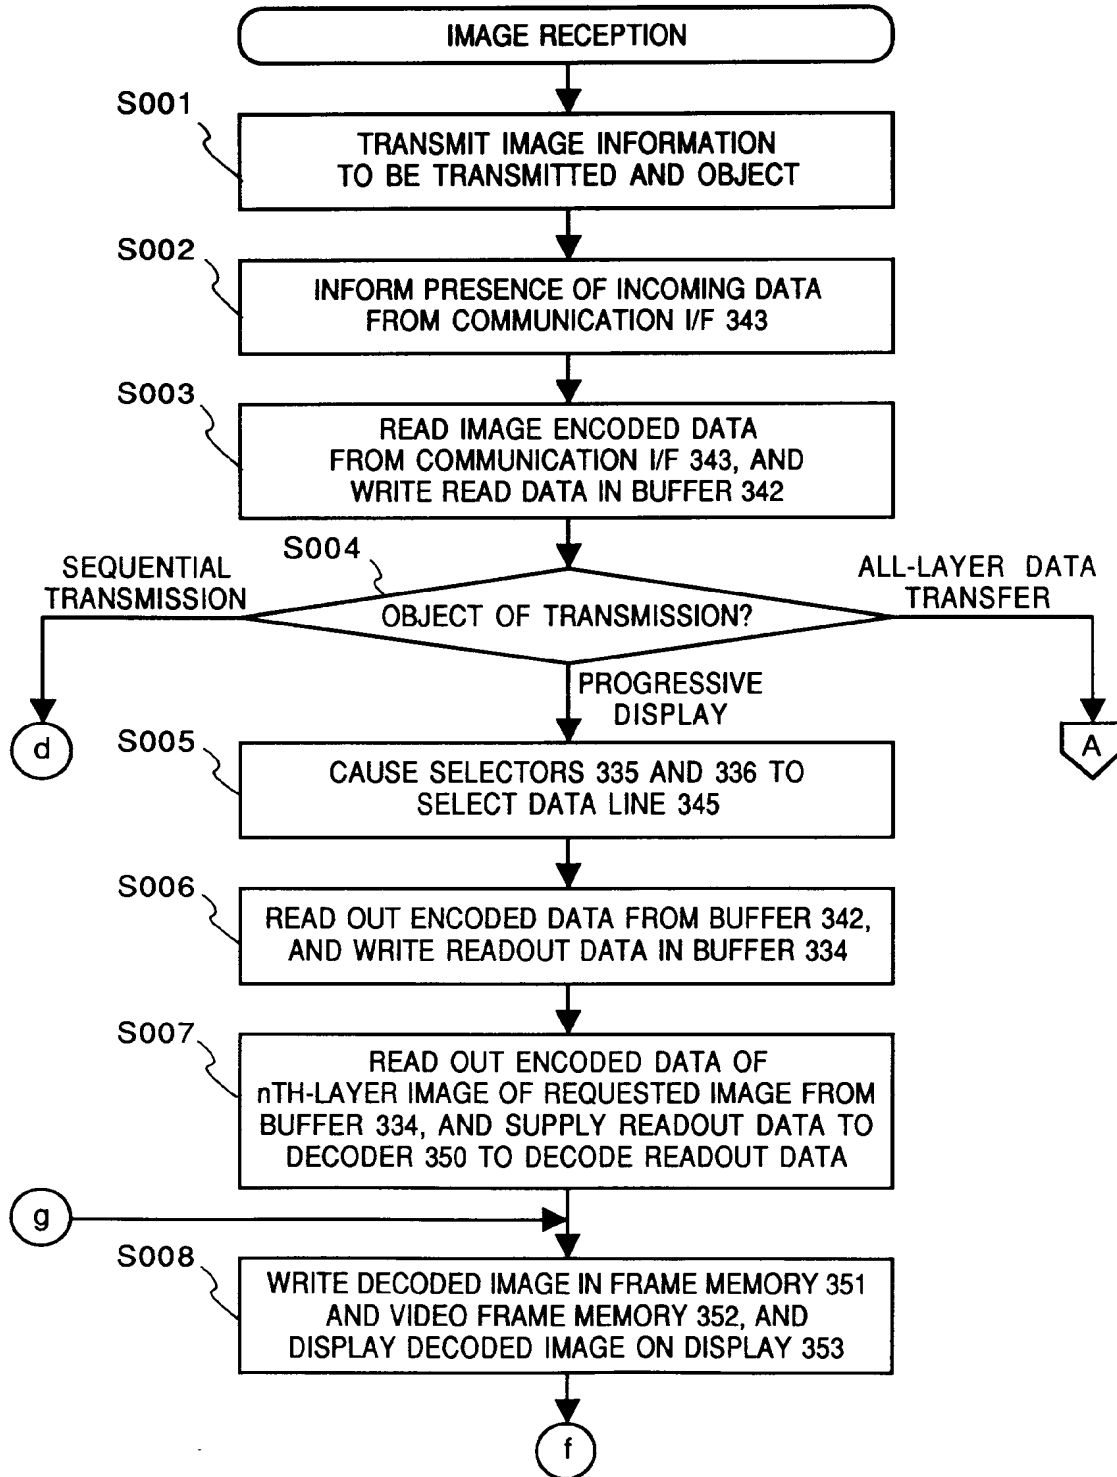 IMAGE RECEPTION
S001
TRANSMIT IMAGE INFORMATION
TO BE TRANSMITTED AND OBJECT
S002
INFORM PRESENCE OF INCOMING DATA
FROM COMMUNICATION I/F 343
S003
READ IMAGE ENCODED DATA
FROM COMMUNICATION I/F 343, AND
WRITE READ DATA IN BUFFER 342
S004
SEQUENTIAL
TRANSMISSION
OBJECT OF TRANSMISSION?
ALL-LAYER DATA
TRANSFER
PROGRESSIVE
DISPLAY
d
A
S005
CAUSE SELECTORS 335 AND 336 TO
SELECT DATA LINE 345
S006
READ OUT ENCODED DATA FROM BUFFER 342,
AND WRITE READOUT DATA IN BUFFER 334
S007
READ OUT ENCODED DATA OF
nTH-LAYER IMAGE OF REQUESTED IMAGE FROM
BUFFER 334, AND SUPPLY READOUT DATA TO
DECODER 350 TO DECODE READOUT DATA
g
S008
WRITE DECODED IMAGE IN FRAME MEMORY 351
AND VIDEO FRAME MEMORY 352, AND
DISPLAY DECODED IMAGE ON DISPLAY 353
f